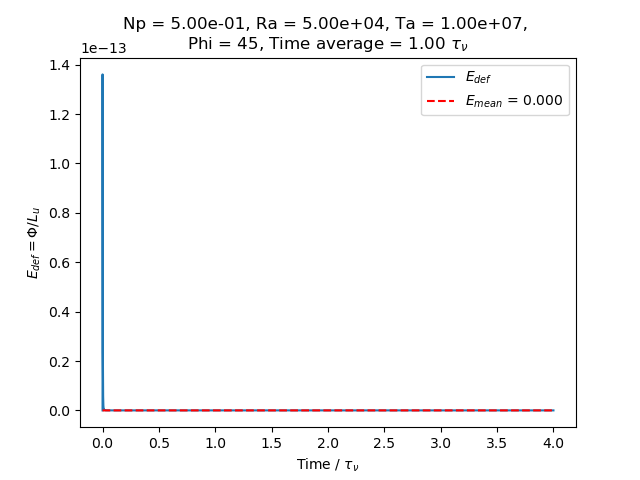 Np = 5.00e-01, Ra = 5.00e+04, Ta = 1.00e+07,
Phi = 45, Time average = 1.00 τ_ν
1e−13
1.4
1.2
1.0
0.8
0.6
0.4
0.2
0.0
E_def = Φ/L_u
E_def
E_mean = 0.000
0.0 0.5 1.0 1.5 2.0 2.5 3.0 3.5 4.0
Time / τ_ν